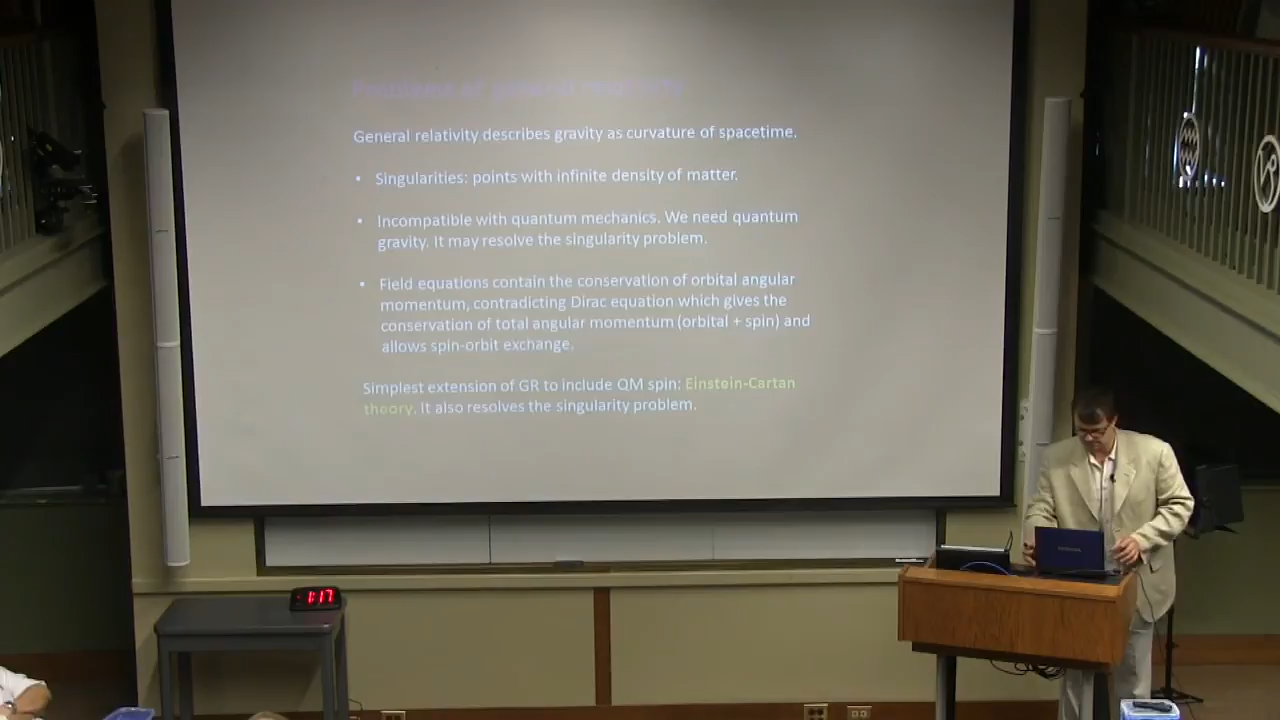 Problems of general relativity
General relativity describes gravity as curvature of spacetime.
• Singularities: points with infinite density of matter.
• Incompatible with quantum mechanics. We need quantum
gravity. It may resolve the singularity problem.
• Field equations contain the conservation of orbital angular
momentum, contradicting Dirac equation which gives the
conservation of total angular momentum (orbital + spin) and
allows spin-orbit exchange.
Simplest extension of GR to include QM spin: Einstein-Cartan
theory. It also resolves the singularity problem.
1:17